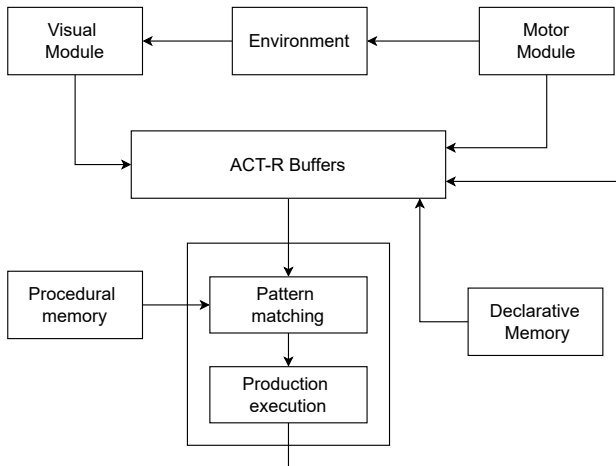 Visual
Module
Environment
Motor
Module
ACT-R Buffers
Procedural
memory
Pattern
matching
Declarative
Memory
Production
execution